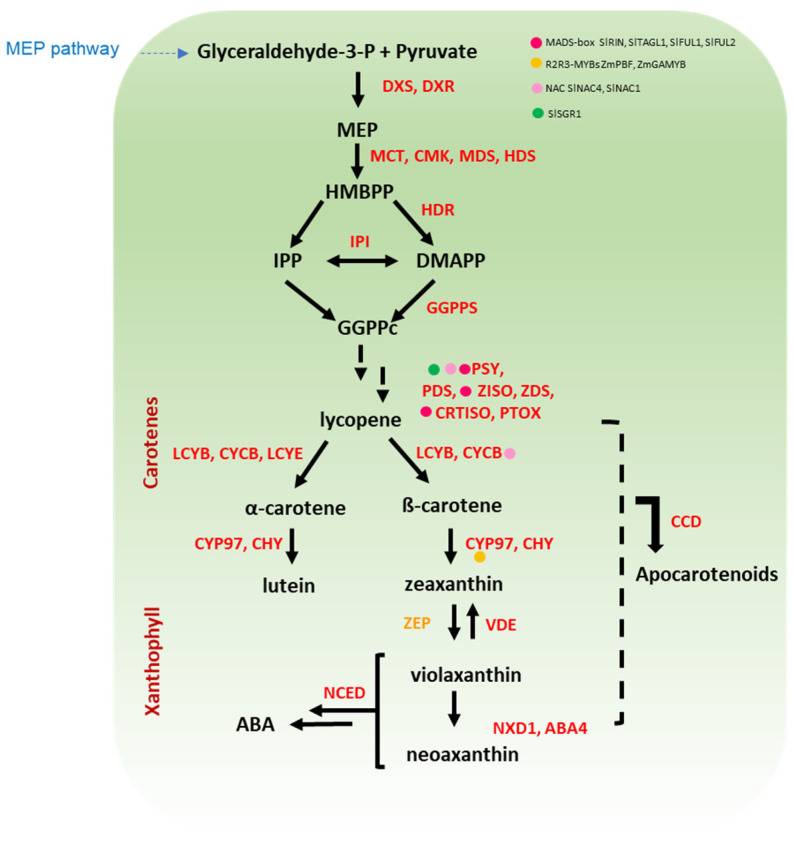 MEP pathway
Glyceraldehyde-3-P + Pyruvate
MADS-box SlRIN, SlTAGL1, SlFUL1, SlFUL2
R2R3-MYBs ZmPBF, ZmGAMYB
NAC SlNAC4, SlNAC1
SlSGR1
DXS, DXR
MEP
MCT, CMK, MDS, HDS
HMBPP
HDR
IPI
IPP
DMAPP
GGPPS
GGPPc
PSY,
PDS, ZISO, ZDS,
CRTISO, PTOX
lycopene
Carotenes
LCYB, CYCB, LCYE
LCYB, CYCB
α-carotene
ß-carotene
CCD
CYP97, CHY
CYP97, CHY
Apocarotenoids
lutein
zeaxanthin
Xanthophyll
ZEP
VDE
violaxanthin
NCED
ABA
NXD1, ABA4
neoaxanthin